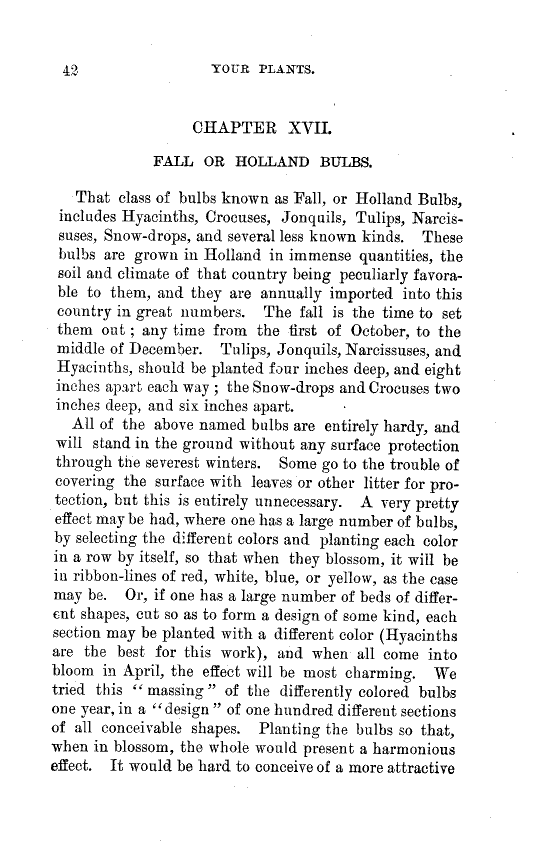 42 YOUR PLANTS.
CHAPTER XVII.
FALL OR HOLLAND BULBS.
That class of bulbs known as Fall, or Holland Bulbs,
includes Hyacinths, Crocuses, Jonquils, Tulips, Narcis-
suses, Snow-drops, and several less known kinds. These
bulbs are grown in Holland in immense quantities, the
soil and climate of that country being peculiarly favora-
ble to them, and they are annually imported into this
country in great numbers. The fall is the time to set
them out; any time from the first of October, to the
middle of December. Tulips, Jonquils, Narcissuses, and
Hyacinths, should be planted four inches deep, and eight
inches apart each way; the Snow-drops and Crocuses two
inches deep, and six inches apart.
All of the above named bulbs are entirely hardy, and
will stand in the ground without any surface protection
through the severest winters. Some go to the trouble of
covering the surface with leaves or other litter for pro-
tection, but this is entirely unnecessary. A very pretty
effect may be had, where one has a large number of bulbs,
by selecting the different colors and planting each color
in a row by itself, so that when they blossom, it will be
in ribbon-lines of red, white, blue, or yellow, as the case
may be. Or, if one has a large number of beds of differ-
ent shapes, cut so as to form a design of some kind, each
section may be planted with a different color (Hyacinths
are the best for this work), and when all come into
bloom in April, the effect will be most charming. We
tried this “massing” of the differently colored bulbs
one year, in a “design” of one hundred different sections
of all conceivable shapes. Planting the bulbs so that,
when in blossom, the whole would present a harmonious
effect. It would be hard to conceive of a more attractive